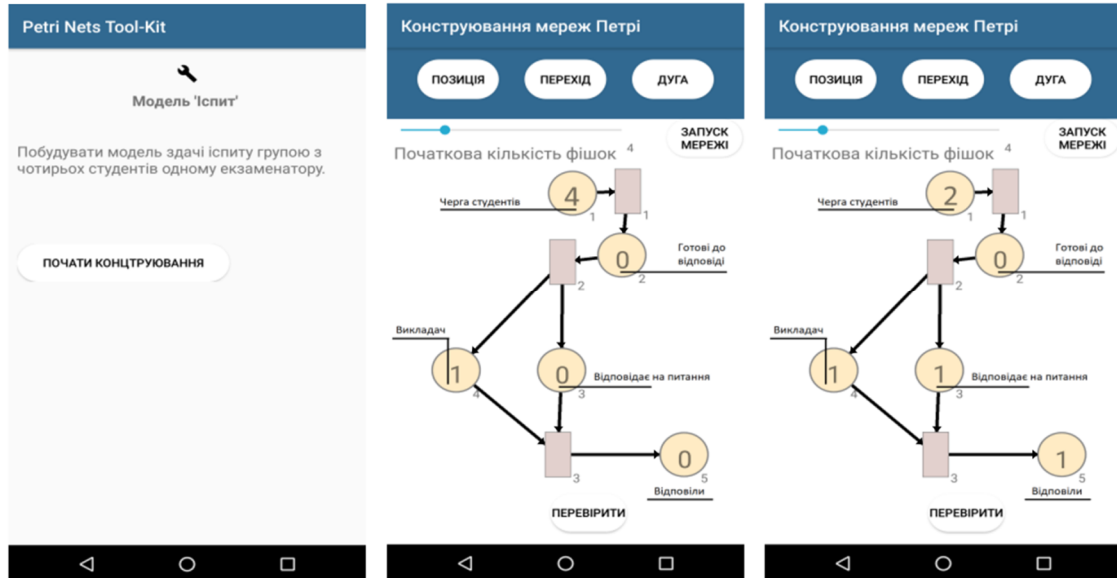 Petri Nets Tool-Kit
Модель 'Іспит'
Побудувати модель здачі іспиту групою з
чотирьох студентів одному екзаменатору.
ПОЧАТИ КОНЦТРУЮВАННЯ
Конструювання мереж Петрі
ПОЗИЦІЯ
ПЕРЕХІД
ДУГА
ЗАПУСК
МЕРЕЖІ
Початкова кількість фішок
4
4
1
1
Черга студентів
0
2
Готові до
відповіді
2
Викладач
1
4
0
3
Відповідає на питання
3
0
5
Відповіли
ПЕРЕВІРИТИ
Конструювання мереж Петрі
ПОЗИЦІЯ
ПЕРЕХІД
ДУГА
ЗАПУСК
МЕРЕЖІ
Початкова кількість фішок
4
2
1
1
Черга студентів
0
2
Готові до
відповіді
2
Викладач
1
4
1
3
Відповідає на питання
3
1
5
Відповіли
ПЕРЕВІРИТИ